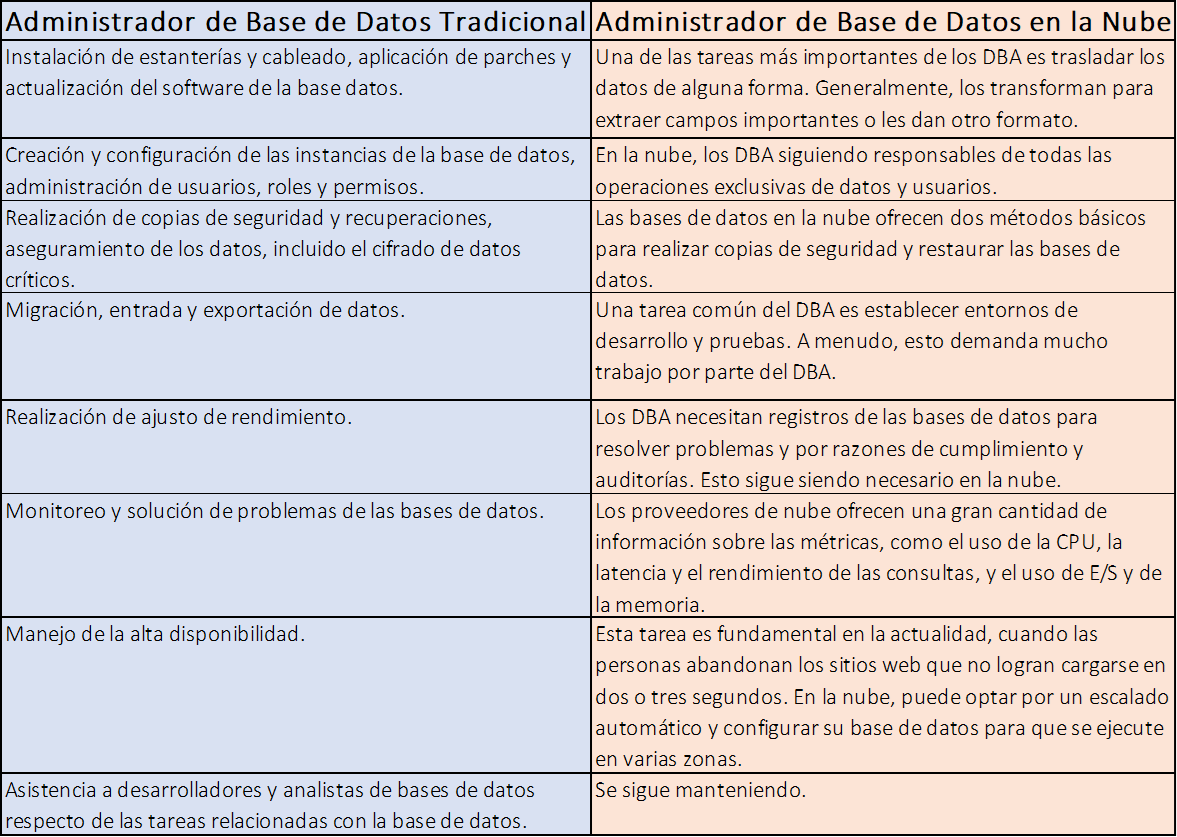 Administrador de Base de Datos Tradicional
Administrador de Base de Datos en la Nube
Instalación de estanterías y cableado, aplicación de parches y
actualización del software de la base datos.
Una de las tareas más importantes de los DBA es trasladar los
datos de alguna forma. Generalmente, los transforman para
extraer campos importantes o les dan otro formato.
Creación y configuración de las instancias de la base de datos,
administración de usuarios, roles y permisos.
En la nube, los DBA siguiendo responsables de todas las
operaciones exclusivas de datos y usuarios.
Realización de copias de seguridad y recuperaciones,
aseguramiento de los datos, incluido el cifrado de datos
críticos.
Las bases de datos en la nube ofrecen dos métodos básicos
para realizar copias de seguridad y restaurar las bases de
datos.
Migración, entrada y exportación de datos.
Una tarea común del DBA es establecer entornos de
desarrollo y pruebas. A menudo, esto demanda mucho
trabajo por parte del DBA.
Realización de ajusto de rendimiento.
Los DBA necesitan registros de las bases de datos para
resolver problemas y por razones de cumplimiento y
auditorías. Esto sigue siendo necesario en la nube.
Monitoreo y solución de problemas de las bases de datos.
Los proveedores de nube ofrecen una gran cantidad de
información sobre las métricas, como el uso de la CPU, la
latencia y el rendimiento de las consultas, y el uso de E/S y de
la memoria.
Manejo de la alta disponibilidad.
Esta tarea es fundamental en la actualidad, cuando las
personas abandonan los sitios web que no logran cargarse en
dos o tres segundos. En la nube, puede optar por un escalado
automático y configurar su base de datos para que se ejecute
en varias zonas.
Asistencia a desarrolladores y analistas de bases de datos
respecto de las tareas relacionadas con la base de datos.
Se sigue manteniendo.